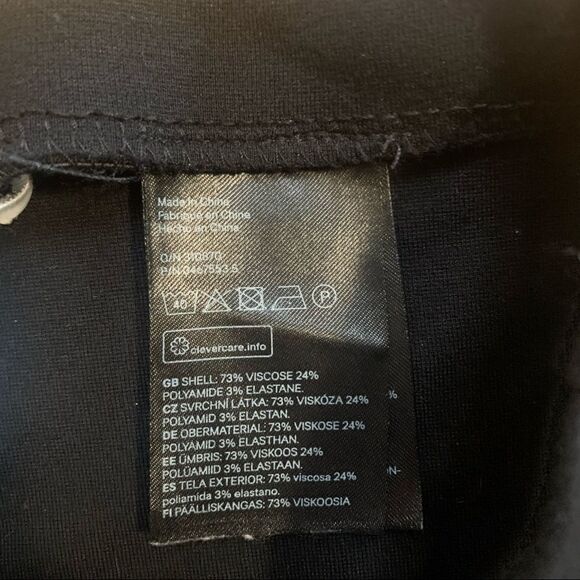 Made in China
Fabriqué en Chine
Hecho en China
O/N 310870
P/N 0467553.5
40 P
clevercare.info
GB SHELL: 73% VISCOSE 24%
POLYAMIDE 3% ELASTANE.
CZ SVRCHNÍ LÁTKA: 73% VISKÓZA 24%
POLYAMID 3% ELASTAN.
DE OBERMATERIAL: 73% VISKOSE 24%
POLYAMID 3% ELASTHAN.
EE ÜMBRIS: 73% VISKOOS 24%
POLÜAMIID 3% ELASTAAN.
ES TELA EXTERIOR: 73% viscosa 24%
poliamida 3% elastano.
FI PÄÄLLISKANGAS: 73% VISKOOSIA
%
ON-